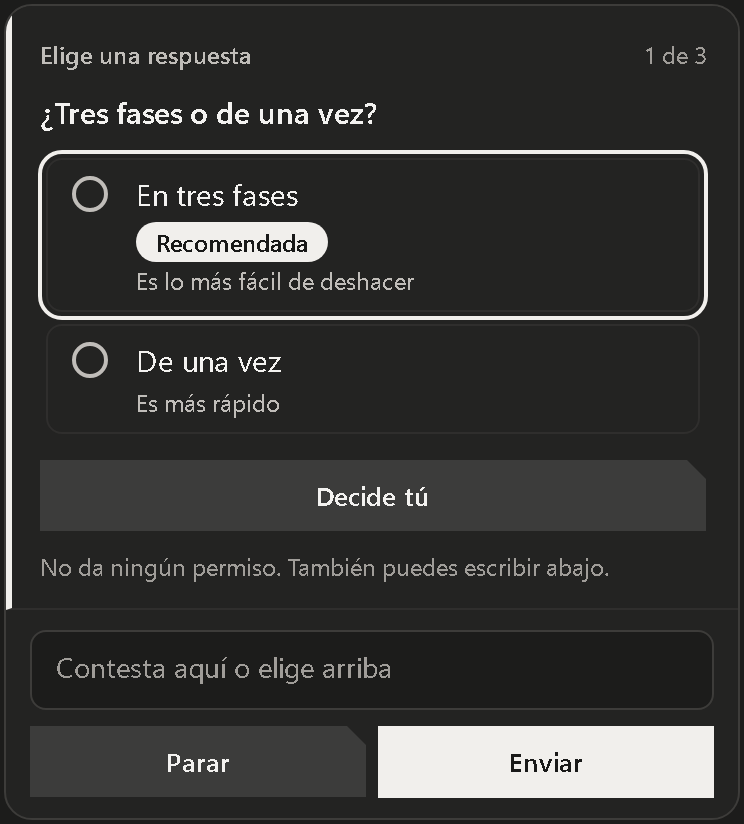 Elige una respuesta
1 de 3
¿Tres fases o de una vez?
En tres fases
Recomendada
Es lo más fácil de deshacer
De una vez
Es más rápido
Decide tú
No da ningún permiso. También puedes escribir abajo.
Contesta aquí o elige arriba
Parar
Enviar